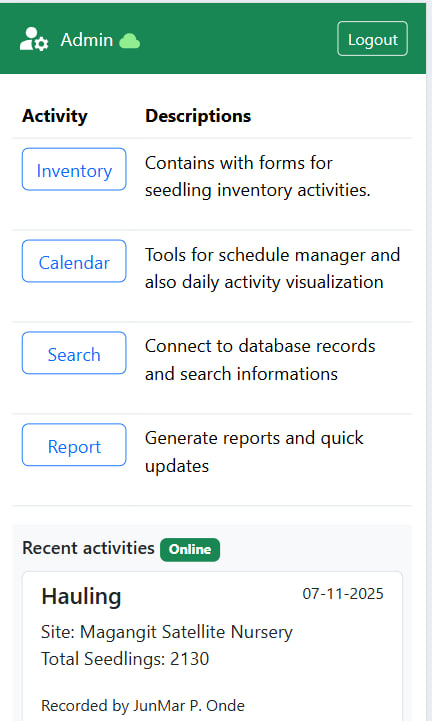 Admin
Logout
Activity Descriptions
Inventory
Contains with forms for
seedling inventory activities.
Calendar
Tools for schedule manager and
also daily activity visualization
Search
Connect to database records
and search informations
Report
Generate reports and quick
updates
Recent activities Online
Hauling 07-11-2025
Site: Magangit Satellite Nursery
Total Seedlings: 2130
Recorded by JunMar P. Onde